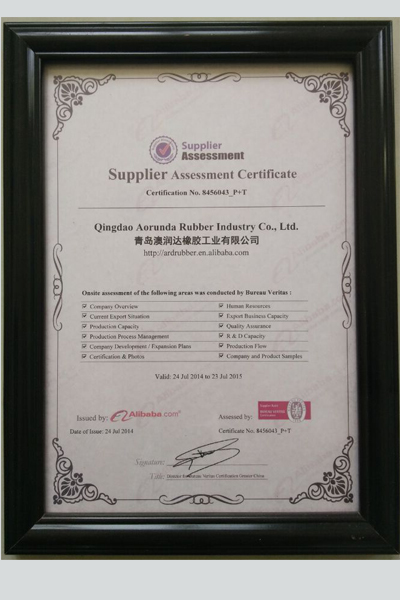 Supplier
Assessment
Supplier Assessment Certificate
Certification No. 8456043_P+T
Qingdao Aorunda Rubber Industry Co., Ltd.
青岛澳润达橡胶工业有限公司
http://ardrubber.en.alibaba.com
Onsite assessment of the following areas was conducted by Bureau Veritas :
Company Overview
Human Resources
Current Export Situation
Export Business Capacity
Production Capacity
Quality Assurance
Production Process Management
R & D Capacity
Company Development / Expansion Plans
Production Flow
Certification & Photos
Company and Product Samples
Valid: 24 Jul 2014 to 23 Jul 2015
Issued by: Alibaba.com
Assessed by:
Date of Issue: 24 Jul 2014
Certificate No. 8456043_P+T
Signature:
Title: